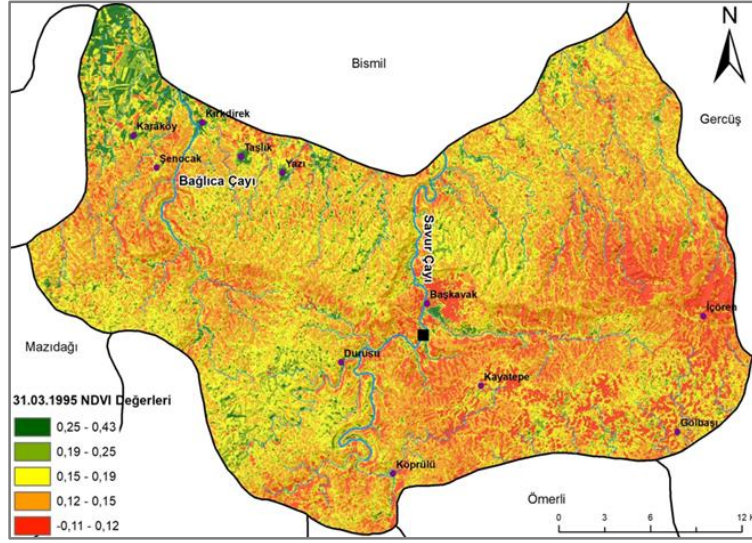 N
Bismil
Gercüş
Kırkdirek
Karaköy
Taşlık
Şenocak
Yazı
Bağlıca Çayı
Savur Çayı
Başkavak
İçören
Mazıdağı
Durusu
Kayatepe
31.03.1995 NDVI Değerleri
0,25 - 0,43
0,19 - 0,25
0,15 - 0,19
0,12 - 0,15
-0,11 - 0,12
Gölbaşı
Köprülü
Ömerli
0 3 6 12